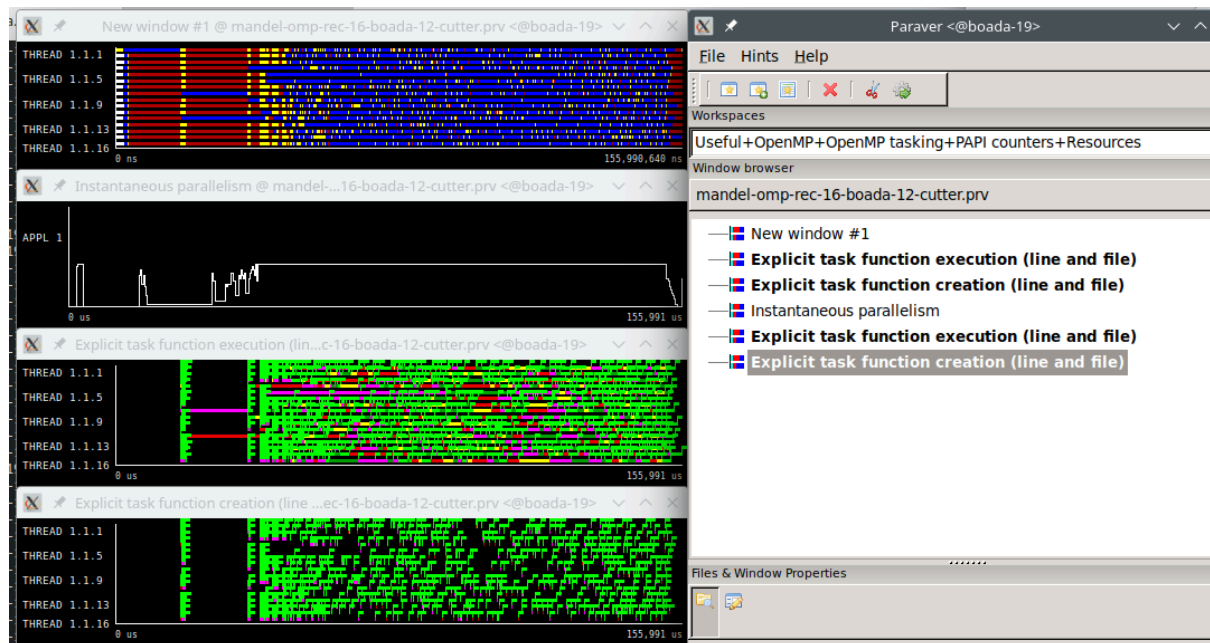 New window #1 @ mandel-omp-rec-16-boada-12-cutter.prv <@boada-19>
THREAD 1.1.1
THREAD 1.1.5
THREAD 1.1.9
THREAD 1.1.13
THREAD 1.1.16
0 ns
155,990,640 ns
Instantaneous parallelism @ mandel-...16-boada-12-cutter.prv <@boada-19>
APPL 1
0 us
155,991 us
Explicit task function execution (lin...c-16-boada-12-cutter.prv <@boada-19>
THREAD 1.1.1
THREAD 1.1.5
THREAD 1.1.9
THREAD 1.1.13
THREAD 1.1.16
0 us
155,991 us
Explicit task function creation (line ...ec-16-boada-12-cutter.prv <@boada-19>
THREAD 1.1.1
THREAD 1.1.5
THREAD 1.1.9
THREAD 1.1.13
THREAD 1.1.16
0 us
155,991 us
Paraver <@boada-19>
File Hints Help
Workspaces
Useful+OpenMP+OpenMP tasking+PAPI counters+Resources
Window browser
mandel-omp-rec-16-boada-12-cutter.prv
New window #1
Explicit task function execution (line and file)
Explicit task function creation (line and file)
Instantaneous parallelism
Explicit task function execution (line and file)
Explicit task function creation (line and file)
Files & Window Properties